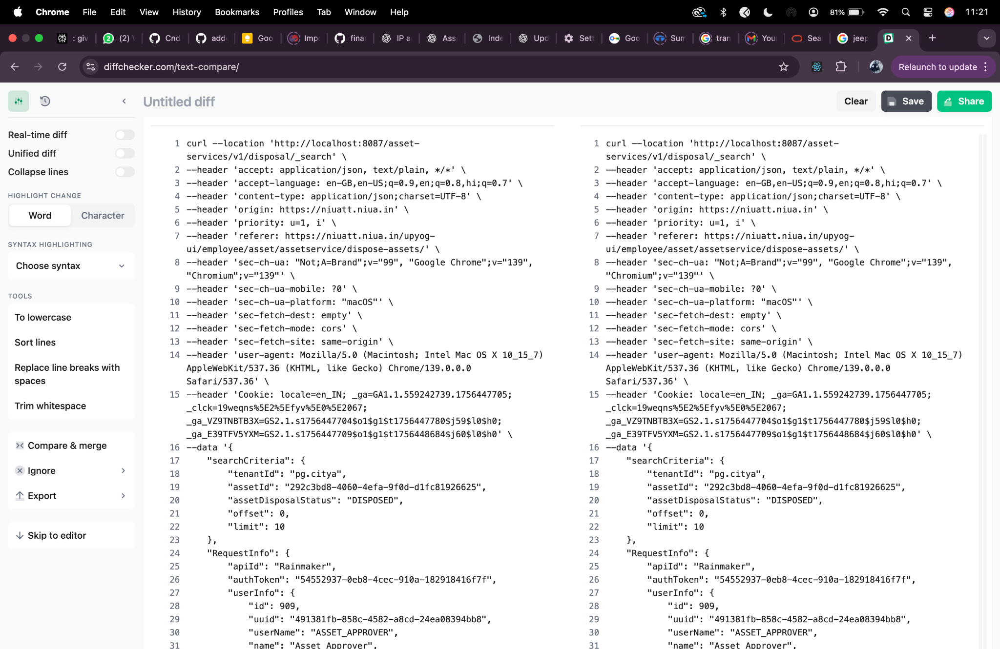 Chrome File Edit View History Bookmarks Profiles Tab Window Help 81% 11:21
: giv (2) Cnd add Goo Imp finar IP a Ass Inde Upd Sett Goo Sum tran You Sea jeep
diffchecker.com/text-compare/ Relaunch to update
Untitled diff Clear Save Share
Real-time diff
Unified diff
Collapse lines
HIGHLIGHT CHANGE
Word Character
SYNTAX HIGHLIGHTING
Choose syntax
TOOLS
To lowercase
Sort lines
Replace line breaks with
spaces
Trim whitespace
Compare & merge
Ignore
Export
Skip to editor
1 curl --location 'http://localhost:8087/asset-
services/v1/disposal/_search' \
2 --header 'accept: application/json, text/plain, */*' \
3 --header 'accept-language: en-GB,en-US;q=0.9,en;q=0.8,hi;q=0.7' \
4 --header 'content-type: application/json;charset=UTF-8' \
5 --header 'origin: https://niuatt.niua.in' \
6 --header 'priority: u=1, i' \
7 --header 'referer: https://niuatt.niua.in/upyog-
ui/employee/asset/assetservice/dispose-assets/' \
8 --header 'sec-ch-ua: "Not;A=Brand";v="99", "Google Chrome";v="139",
"Chromium";v="139"' \
9 --header 'sec-ch-ua-mobile: ?0' \
10 --header 'sec-ch-ua-platform: "macOS"' \
11 --header 'sec-fetch-dest: empty' \
12 --header 'sec-fetch-mode: cors' \
13 --header 'sec-fetch-site: same-origin' \
14 --header 'user-agent: Mozilla/5.0 (Macintosh; Intel Mac OS X 10_15_7)
AppleWebKit/537.36 (KHTML, like Gecko) Chrome/139.0.0.0
Safari/537.36' \
15 --header 'Cookie: locale=en_IN; _ga=GA1.1.559242739.1756447705;
_clck=19weqns%5E2%5Efyv%5E0%5E2067;
_ga_VZ9TNBTB3X=GS2.1.s1756447704$o1$g1$t1756447780$j59$l0$h0;
_ga_E39TFV5YXM=GS2.1.s1756447709$o1$g1$t1756448684$j60$l0$h0' \
16 --data '{
17 "searchCriteria": {
18 "tenantId": "pg.citya",
19 "assetId": "292c3bd8-4060-4efa-9f0d-d1fc81926625",
20 "assetDisposalStatus": "DISPOSED",
21 "offset": 0,
22 "limit": 10
23 },
24 "RequestInfo": {
25 "apiId": "Rainmaker",
26 "authToken": "54552937-0eb8-4cec-910a-182918416f7f",
27 "userInfo": {
28 "id": 909,
29 "uuid": "491381fb-858c-4582-a8cd-24ea08394bb8",
30 "userName": "ASSET_APPROVER",
31 "name": "Asset Approver",
1 curl --location 'http://localhost:8087/asset-
services/v1/disposal/_search' \
2 --header 'accept: application/json, text/plain, */*' \
3 --header 'accept-language: en-GB,en-US;q=0.9,en;q=0.8,hi;q=0.7' \
4 --header 'content-type: application/json;charset=UTF-8' \
5 --header 'origin: https://niuatt.niua.in' \
6 --header 'priority: u=1, i' \
7 --header 'referer: https://niuatt.niua.in/upyog-
ui/employee/asset/assetservice/dispose-assets/' \
8 --header 'sec-ch-ua: "Not;A=Brand";v="99", "Google Chrome";v="139",
"Chromium";v="139"' \
9 --header 'sec-ch-ua-mobile: ?0' \
10 --header 'sec-ch-ua-platform: "macOS"' \
11 --header 'sec-fetch-dest: empty' \
12 --header 'sec-fetch-mode: cors' \
13 --header 'sec-fetch-site: same-origin' \
14 --header 'user-agent: Mozilla/5.0 (Macintosh; Intel Mac OS X 10_15_7)
AppleWebKit/537.36 (KHTML, like Gecko) Chrome/139.0.0.0
Safari/537.36' \
15 --header 'Cookie: locale=en_IN; _ga=GA1.1.559242739.1756447705;
_clck=19weqns%5E2%5Efyv%5E0%5E2067;
_ga_VZ9TNBTB3X=GS2.1.s1756447704$o1$g1$t1756447780$j59$l0$h0;
_ga_E39TFV5YXM=GS2.1.s1756447709$o1$g1$t1756448684$j60$l0$h0' \
16 --data '{
17 "searchCriteria": {
18 "tenantId": "pg.citya",
19 "assetId": "292c3bd8-4060-4efa-9f0d-d1fc81926625",
20 "assetDisposalStatus": "DISPOSED",
21 "offset": 0,
22 "limit": 10
23 },
24 "RequestInfo": {
25 "apiId": "Rainmaker",
26 "authToken": "54552937-0eb8-4cec-910a-182918416f7f",
27 "userInfo": {
28 "id": 909,
29 "uuid": "491381fb-858c-4582-a8cd-24ea08394bb8",
30 "userName": "ASSET_APPROVER",
31 "name": "Asset Approver",